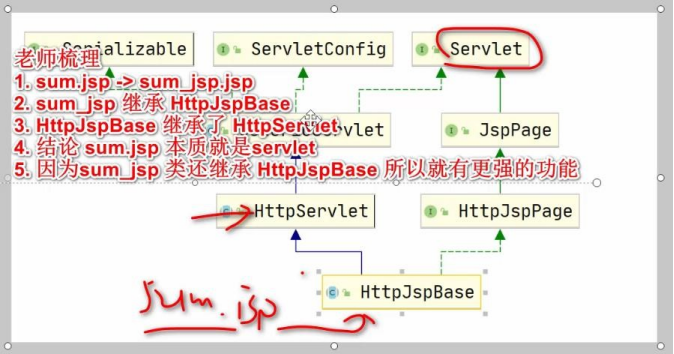 Serializable
ServletConfig
Servlet
老师梳理
1. sum.jsp -> sum_jsp.jsp
2. sum_jsp 继承 HttpJspBase
3. HttpJspBase 继承了 HttpServlet
4. 结论 sum.jsp 本质就是servlet
5. 因为sum_jsp 类还继承 HttpJspBase 所以就有更强的功能
JspPage
HttpServlet
HttpJspPage
HttpJspBase
sum.jsp